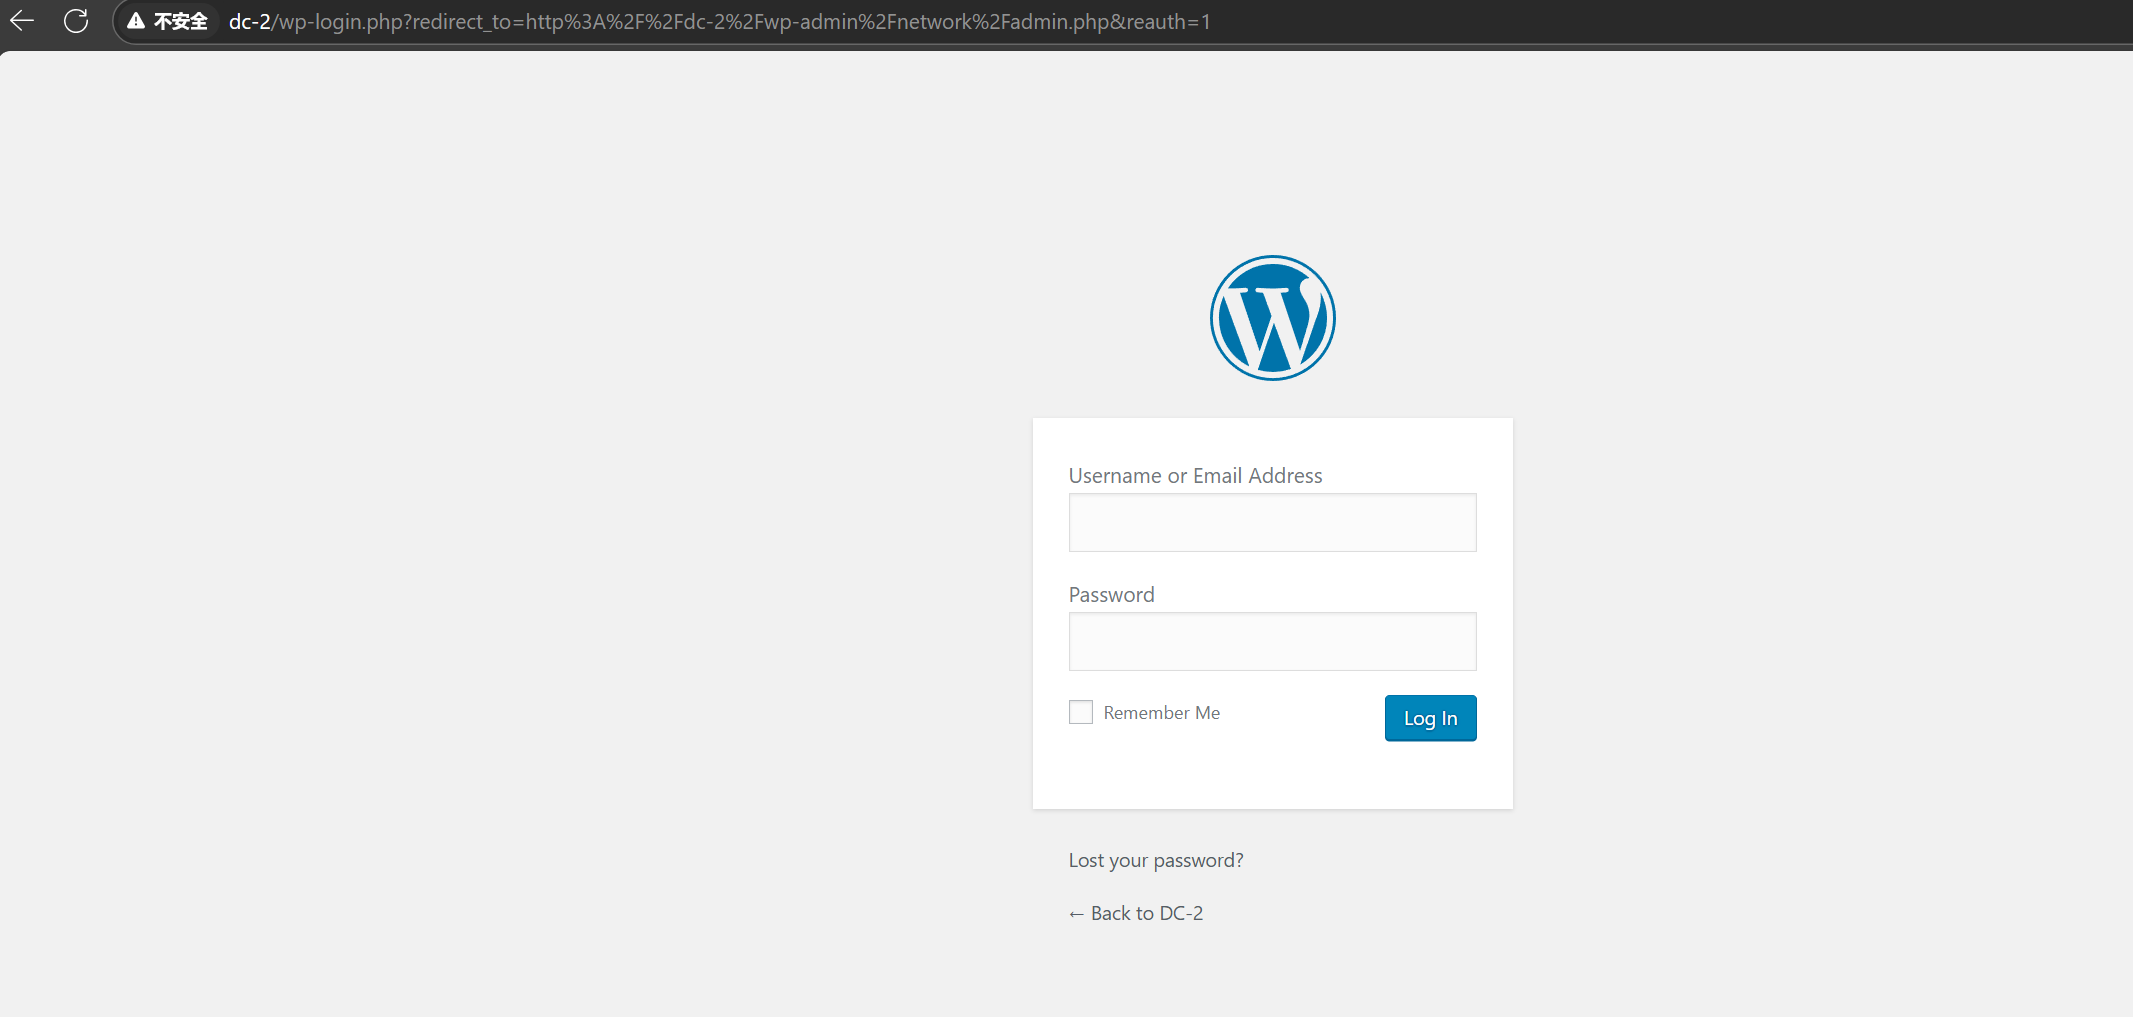 不安全 dc-2/wp-login.php?redirect_to=http%3A%2F%2Fdc-2%2Fwp-admin%2Fnetwork%2Fadmin.php&reauth=1
Username or Email Address
Password
Remember Me
Log In
Lost your password?
← Back to DC-2